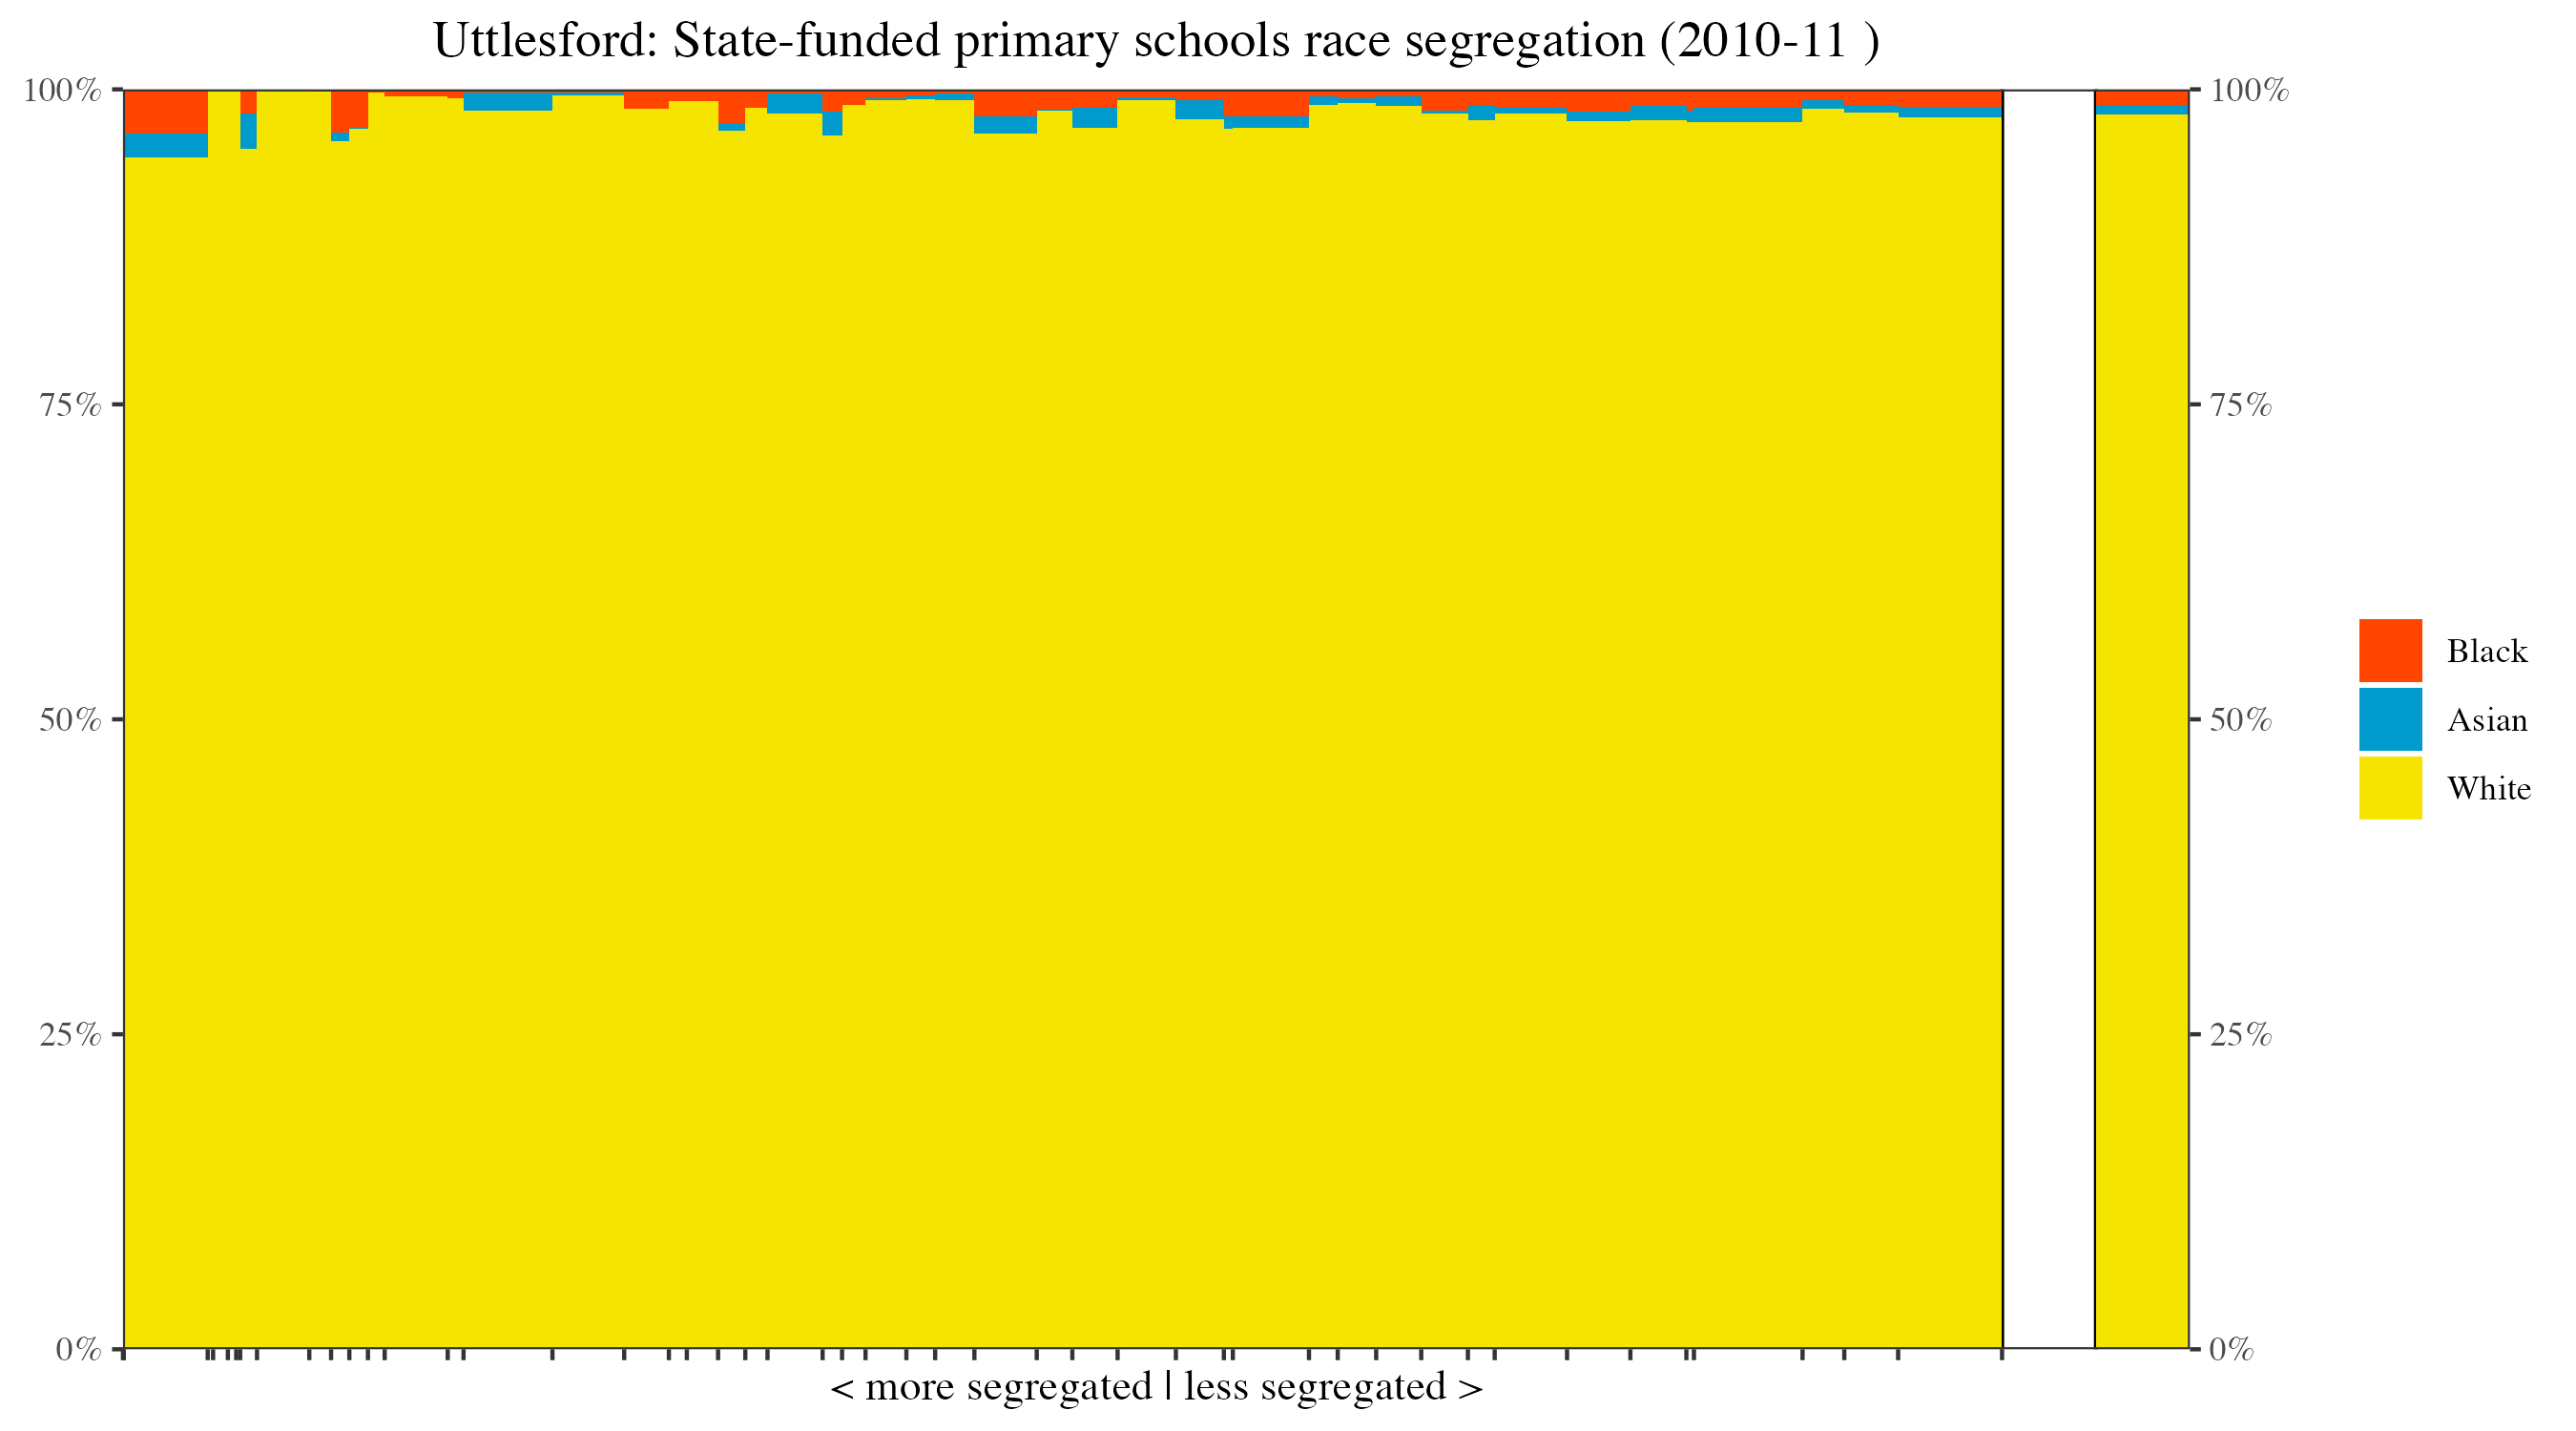 Uttlesford: State-funded primary schools race segregation (2010-11 )
100%
75%
50%
25%
0%
100%
75%
50%
25%
0%
< more segregated | less segregated >
Black
Asian
White